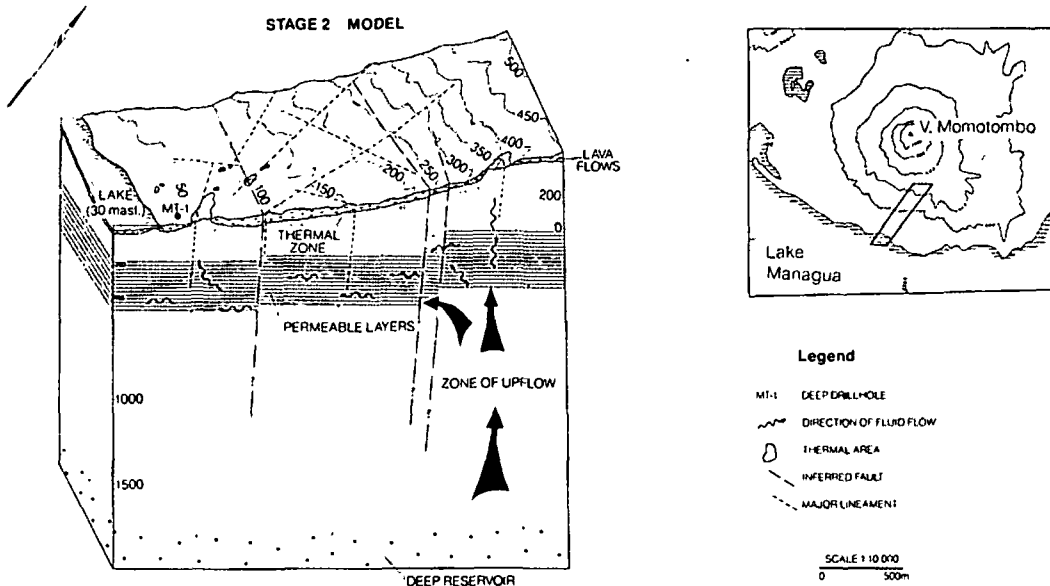 STAGE 2 MODEL
500
450
400
350
300
250
200
150
100
LAVA
FLOWS
200
0
LAKE
(30 masl.)
MT-1
THERMAL
ZONE
PERMEABLE LAYERS
ZONE OF UPFLOW
1000
1500
DEEP RESERVOIR
V. Momotombo
Lake
Managua
Legend
MT-1 DEEP DRILLHOLE
DIRECTION OF FLUID FLOW
THERMAL AREA
INFERRED FAULT
MAJOR LINEAMENT
SCALE 1:10 000
0 500m